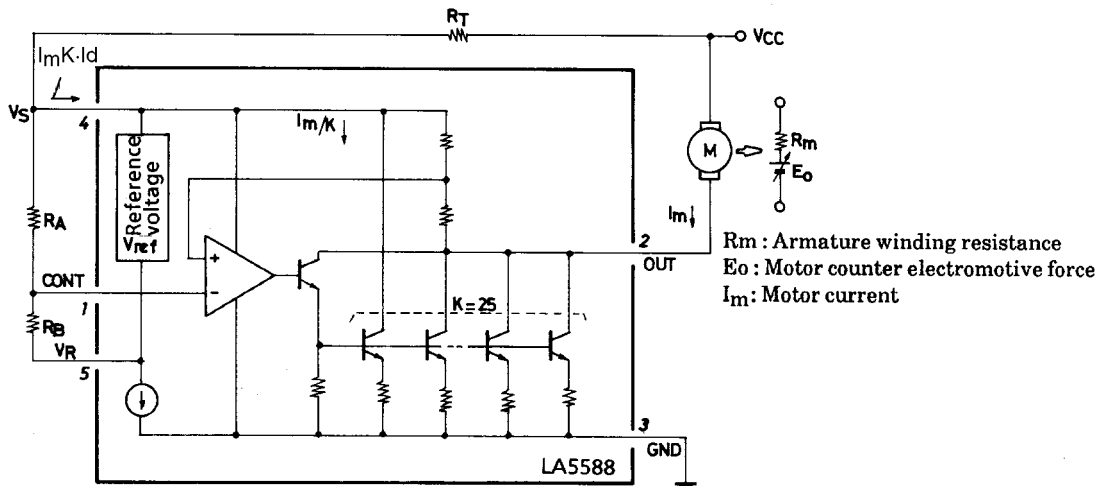 RT
VCC
ImK·Id
VS
4
Im/K
Reference
voltage
Vref
M
Rm
Eo
RA
Im
2
OUT
CONT
1
K=25
RB
VR
5
3
GND
LA5588
Rm : Armature winding resistance
Eo : Motor counter electromotive force
Im : Motor current
+
-